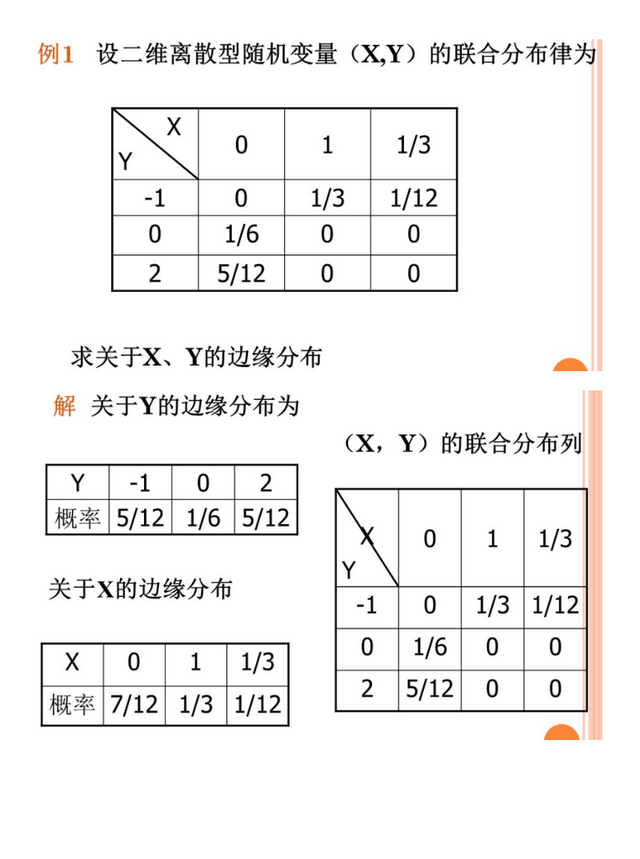 例1 设二维离散型随机变量（X,Y）的联合分布律为
X
Y
0 1 1/3
-1 0 1/3 1/12
0 1/6 0 0
2 5/12 0 0
求关于X、Y的边缘分布
解 关于Y的边缘分布为
（X，Y）的联合分布列
Y -1 0 2
概率 5/12 1/6 5/12
X
Y
0 1 1/3
-1 0 1/3 1/12
0 1/6 0 0
2 5/12 0 0
关于X的边缘分布
X 0 1 1/3
概率 7/12 1/3 1/12